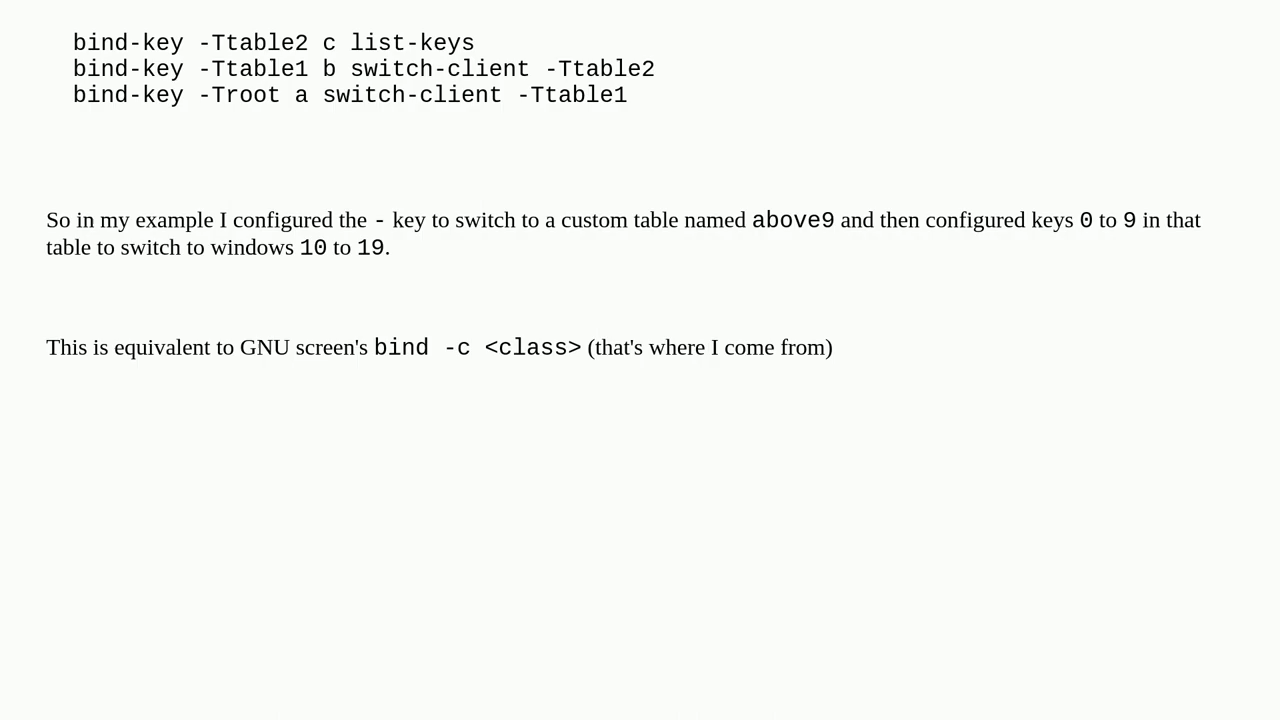 bind-key -Ttable2 c list-keys
bind-key -Ttable1 b switch-client -Ttable2
bind-key -Troot a switch-client -Ttable1
So in my example I configured the - key to switch to a custom table named above9 and then configured keys 0 to 9 in that
table to switch to windows 10 to 19.
This is equivalent to GNU screen's bind -c <class> (that's where I come from)